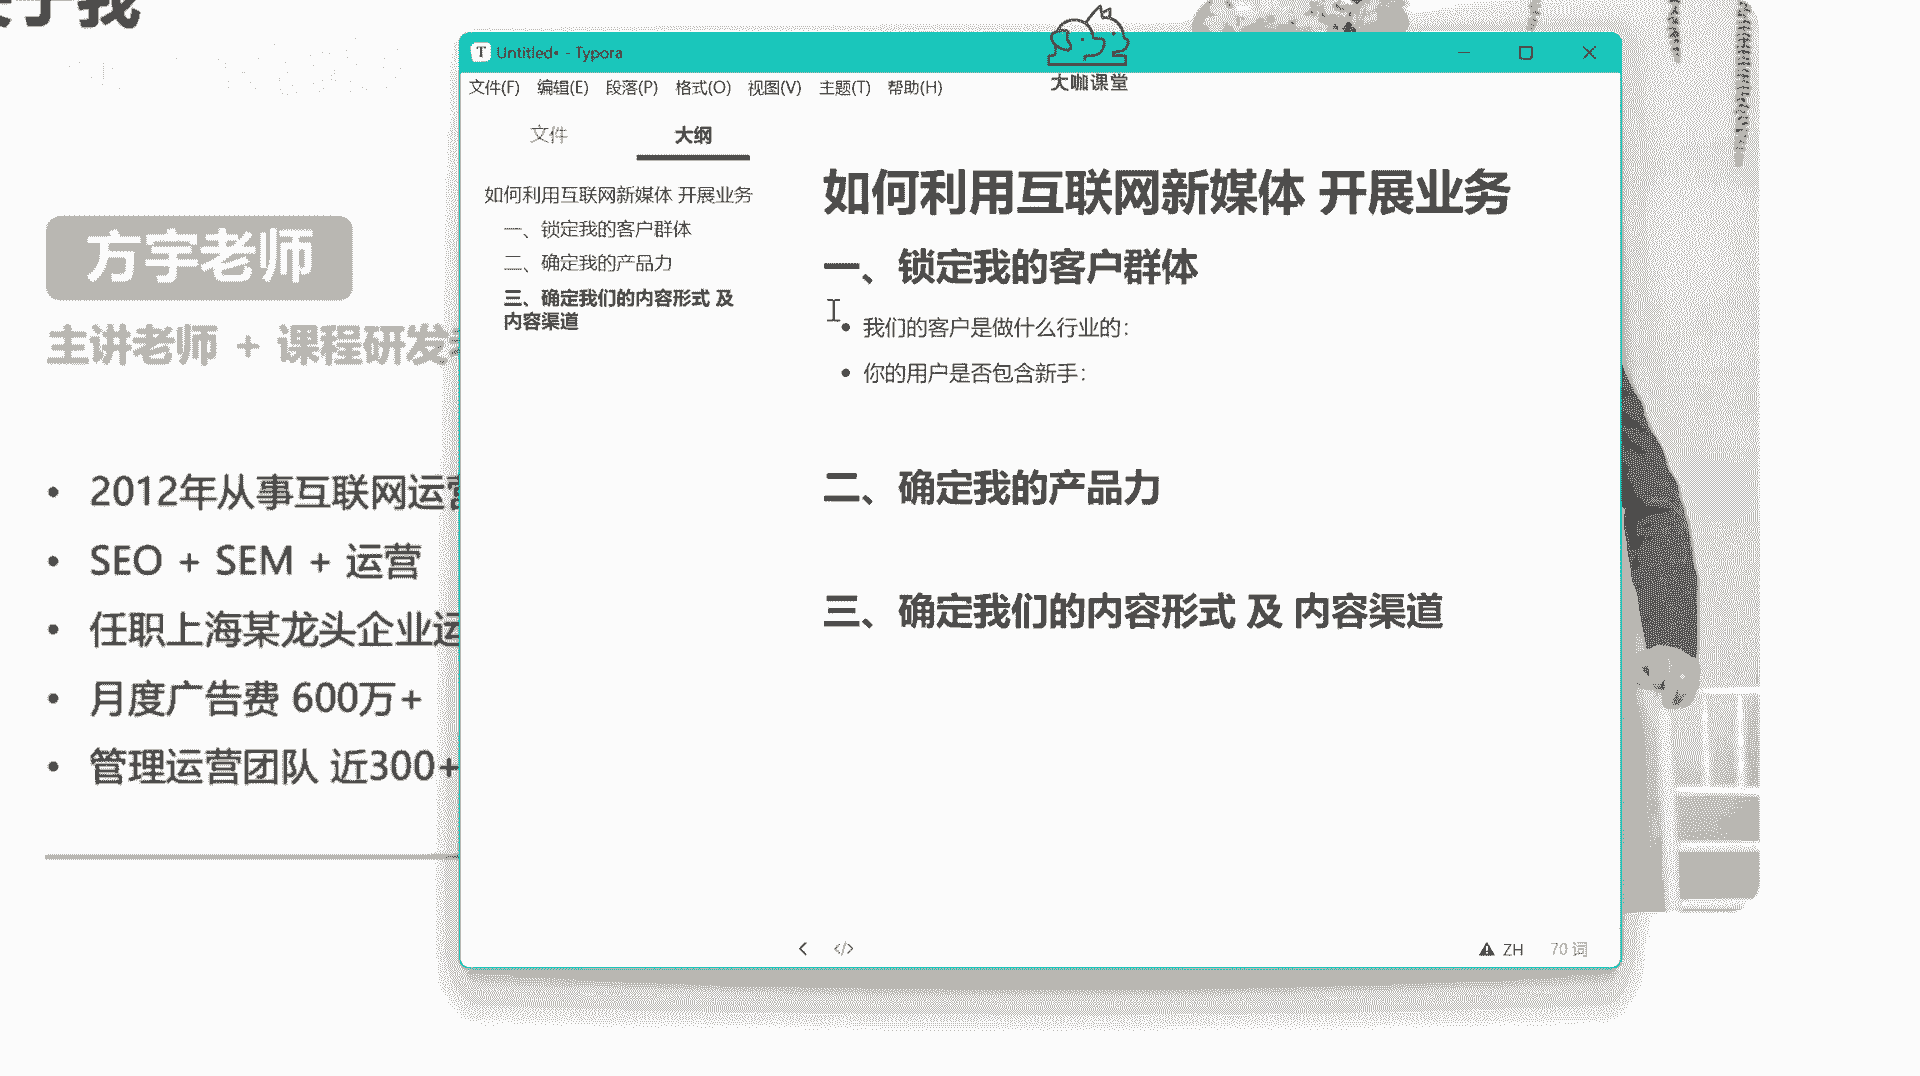 于我
方宇老师
主讲老师 + 课程研发
2012年从事互联网运营
SEO + SEM + 运营
任职上海某龙头企业运
月度广告费 600万+
管理运营团队 近300+
Untitled• - Typora
大咖课堂
文件(F) 编辑(E) 段落(P) 格式(O) 视图(V) 主题(T) 帮助(H)
文件 大纲
如何利用互联网新媒体 开展业务
一、锁定我的客户群体
二、确定我的产品力
三、确定我们的内容形式 及
内容渠道
如何利用互联网新媒体 开展业务
一、锁定我的客户群体
我们的客户是做什么行业的：
你的用户是否包含新手：
二、确定我的产品力
三、确定我们的内容形式 及 内容渠道
ZH 70 词